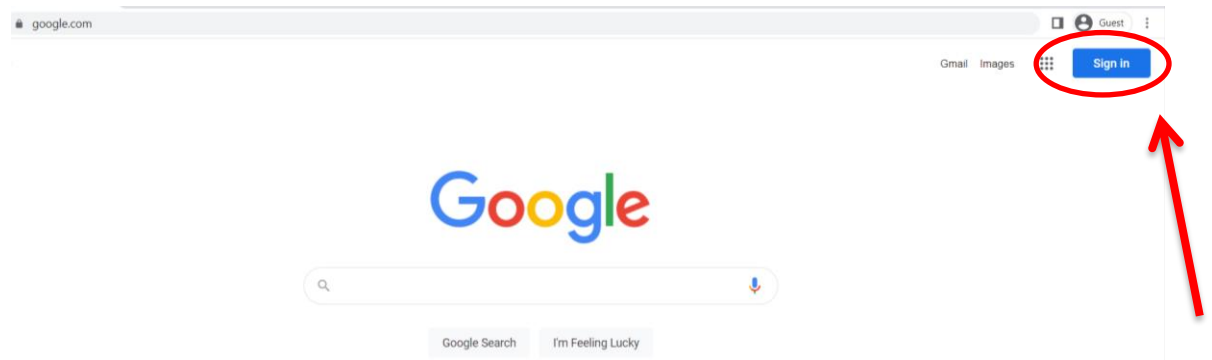 google.com
Guest
Gmail Images
Sign in
Google
Google Search I'm Feeling Lucky